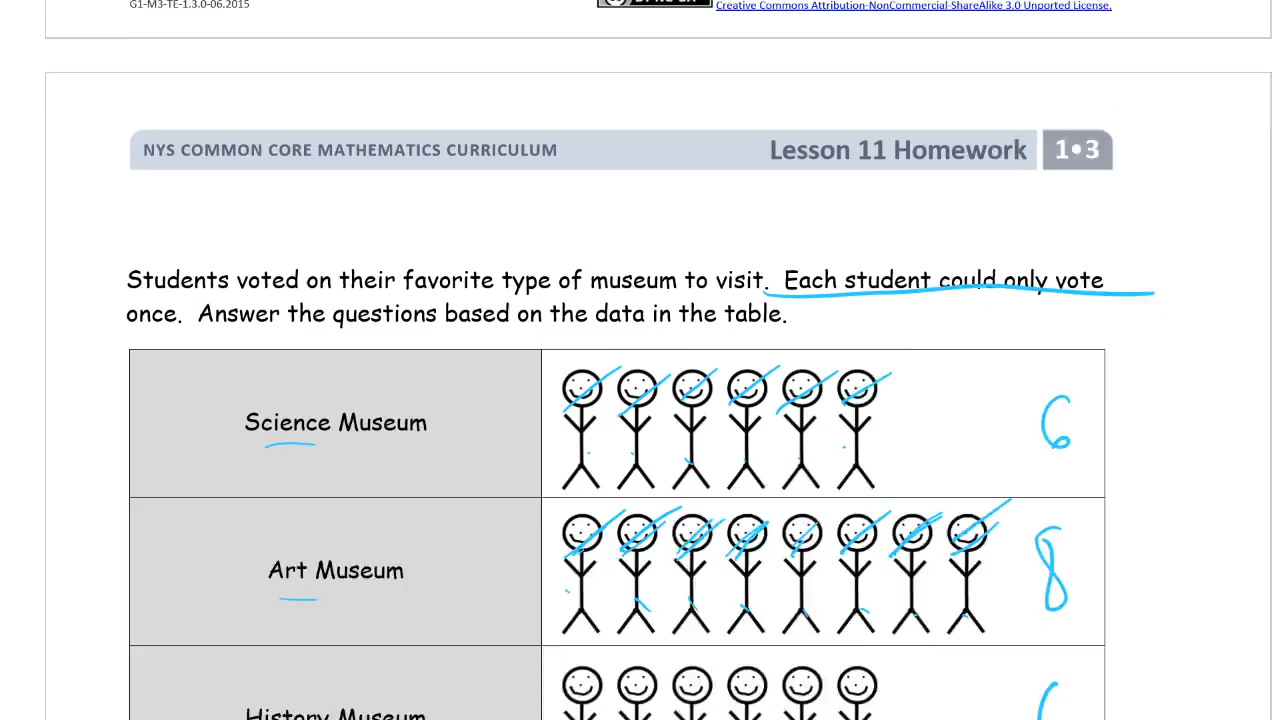 G1-M3-TE-1.3.0-06.2015
Creative Commons Attribution-NonCommercial-ShareAlike 3.0 Unported License.
NYS COMMON CORE MATHEMATICS CURRICULUM
Lesson 11 Homework 1•3
Students voted on their favorite type of museum to visit. Each student could only vote
once. Answer the questions based on the data in the table.
Science Museum 6
Art Museum 8
History Museum